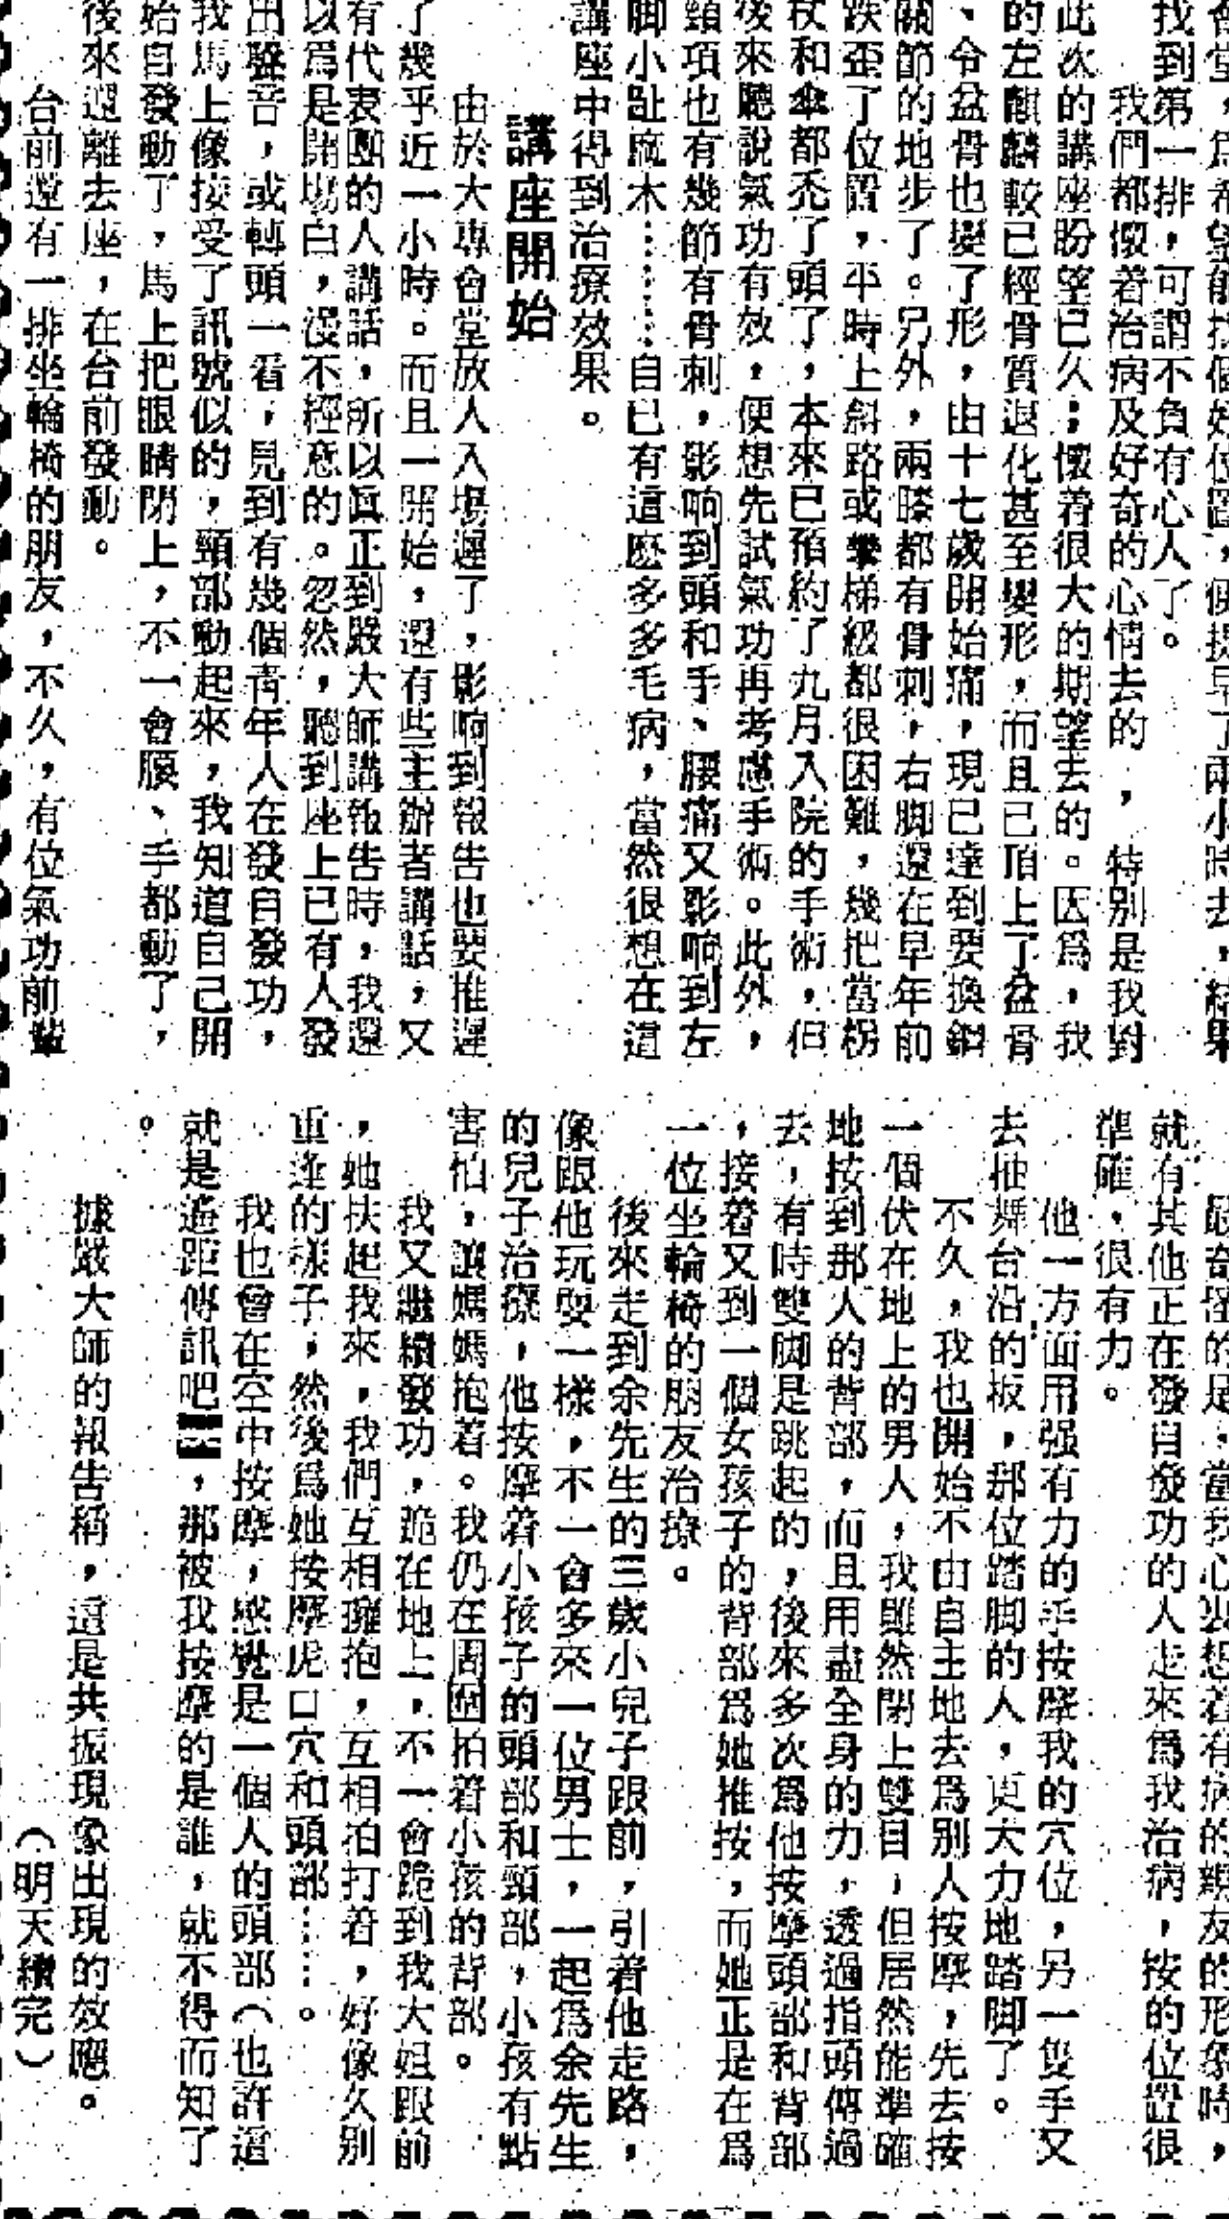 找到第一排，可謂不負有心人了。
我們都懷着治病及好奇的心情去的，特別是我對
此次的講座盼望已久；懷着很大的期望去的。因爲，我
的左髖髀較已經骨質退化甚至變形，而且已頂上了盆骨
、令盆骨也變了形，由十七歲開始痛，現已達到要換鋼
關節的地步了。另外，兩膝都有骨刺，右脚還在早年前
跌歪了位置，平時上斜路或攀梯級都很困難，幾把當柺
杖和傘都禿了頭了，本來已預約了九月入院的手術，但
後來聽說氣功有效，便想先試氣功再考慮手術。此外，
頸項也有幾節有骨刺，影响到頭和手、腰痛又影响到左
脚小趾麻木……自己有這麽多多毛病，當然很想在這
講座中得到治療效果。
講座開始
由於大專會堂放人入場遲了，影响到報告也要推遲
了幾乎近一小時。而且一開始，還有些主辦者講話，又
有代表團的人講話，所以眞正到嚴大師講報告時，我還
以爲是開塲白，漫不經意的。忽然，聽到座上已有人發
出聲音，或轉頭一看，見到有幾個靑年人在發自發功，
我馬上像接受了訊號似的，頸部動起來，我知道自己開
始自發動了，馬上把眼睛閉上，不一會腰、手都動了，
後來還離去座，在台前發動。
台前還有一排坐輪椅的朋友，不久，有位氣功前輩
最奇怪的是，當我心裏想着有病的親友的形象時，
就有其他正在發自發功的人走來爲我治病，按的位置很
準確，很有力。
他一方面用强有力的手按摩我的穴位，另一隻手又
去抽舞台沿的板，那位踏脚的人，更大力地踏脚了。
不久，我也開始不由自主地去爲別人按摩，先去按
一個伏在地上的男人，我雖然閉上雙目，但居然能準確
地按到那人的背部，而且用盡全身的力，透過指頭傳過
去，有時雙脚是跳起的，後來多次爲他按摩頭部和背部
，接着又到一個女孩子的背部爲她推按，而她正是在爲
一位坐輪椅的朋友治療。
後來走到余先生的三歲小兒子跟前，引着他走路，
像跟他玩耍一樣，不一會多來一位男士，一起爲余先生
的兒子治療，他按摩着小孩子的頭部和頸部，小孩有點
害怕，讓媽媽抱着。我仍在周圍拍着小孩的背部。
我又繼續發功，跪在地上，不一會跪到我大姐跟前
，她扶起我來，我們互相擁抱，互相拍打着，好像久別
重逢的樣子，然後爲她按摩虎口穴和頭部……。
我也曾在空中按摩，感覺是一個人的頭部（也許這
就是遙距傳訊吧，那被我按摩的是誰，就不得而知了
。
據嚴大師的報告稱，這是共振現象出現的效應。
（明天續完）